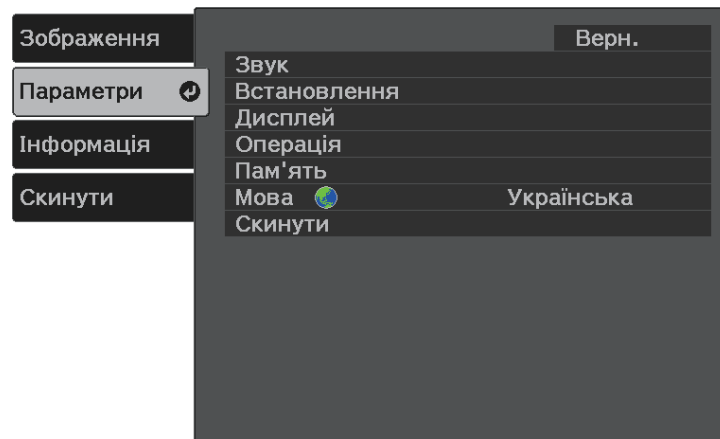 Зображення
Параметри
Інформація
Скинути
Верн.
Звук
Встановлення
Дисплей
Операція
Пам'ять
Мова Українська
Скинути